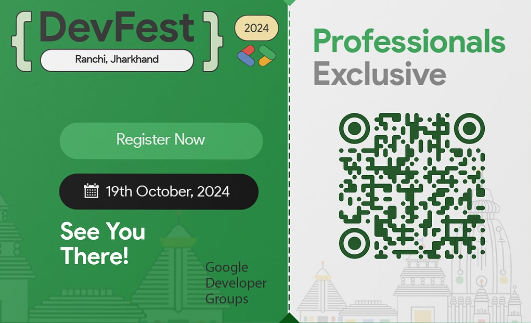 DevFest
2024
Ranchi, Jharkhand
Register Now
19th October, 2024
See You
There!
Google
Developer
Groups
Professionals
Exclusive